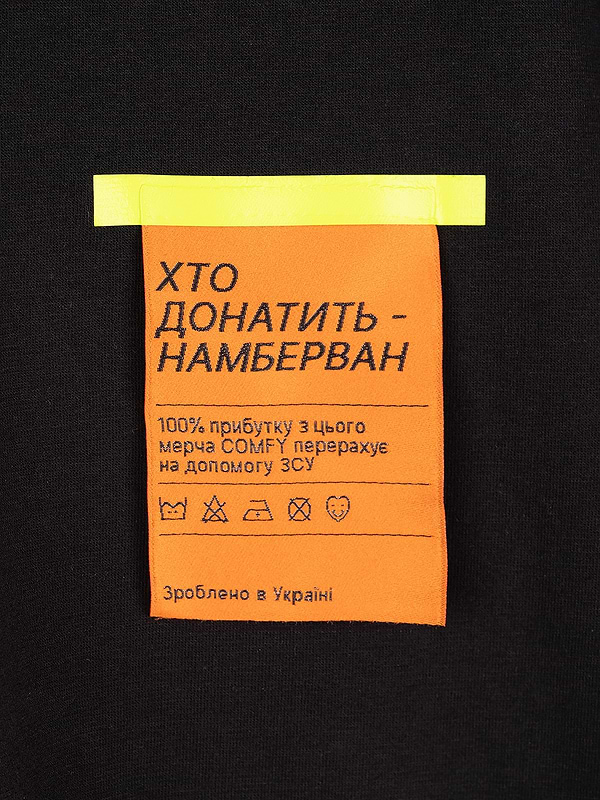 ХТО
ДОНАТИТЬ -
НАМБЕРВАН
100% прибутку з цього
мерча COMFY перерахує
на допомогу ЗСУ
Зроблено в Україні